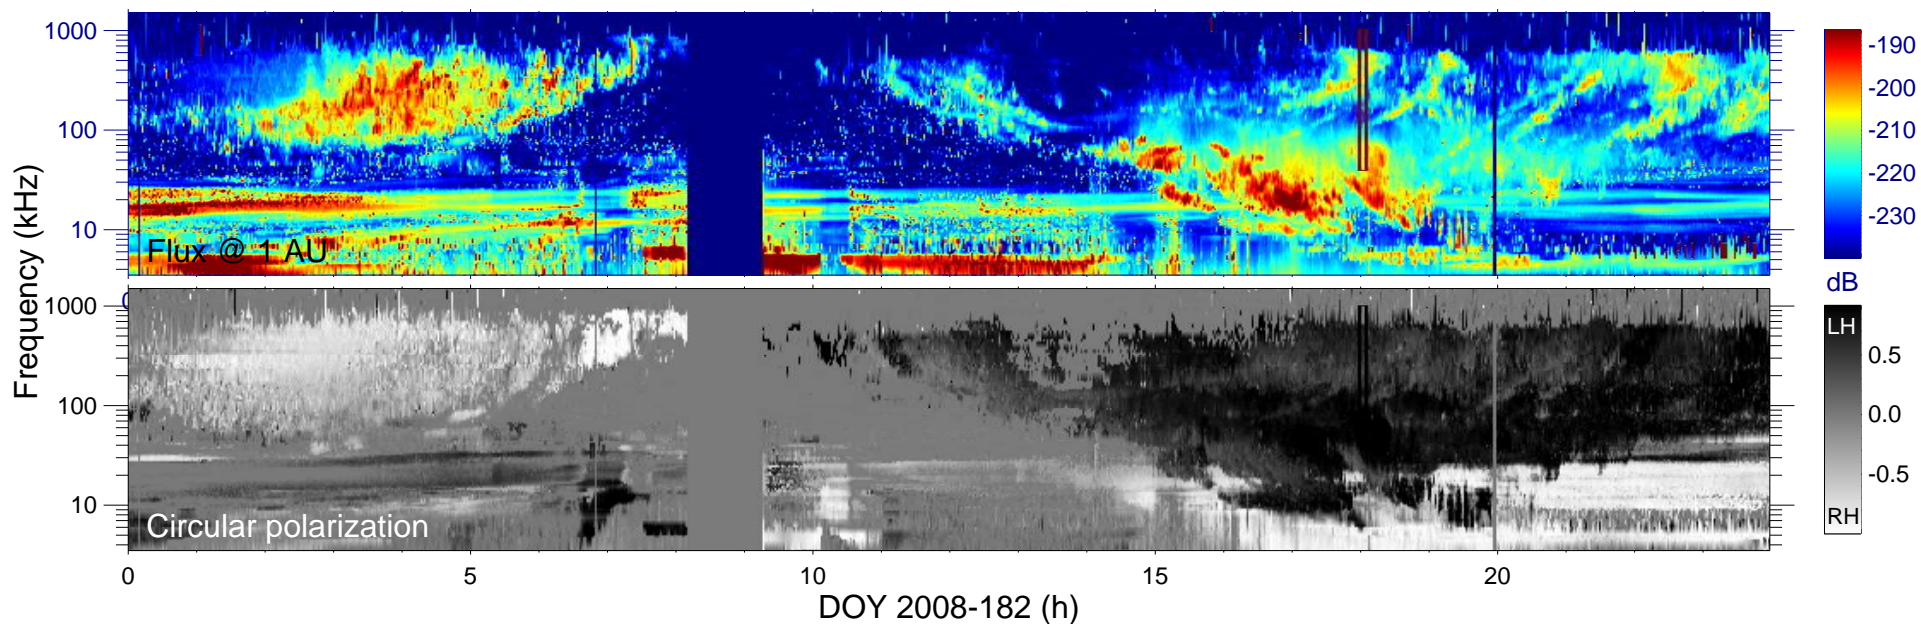 1000
100
10
Flux @ 1 AU
-190
-200
-210
-220
-230
dB
Frequency (kHz)
0
1000
100
10
Circular polarization
LH
0.5
0.0
-0.5
RH
0 5 10 15 20
DOY 2008-182 (h)